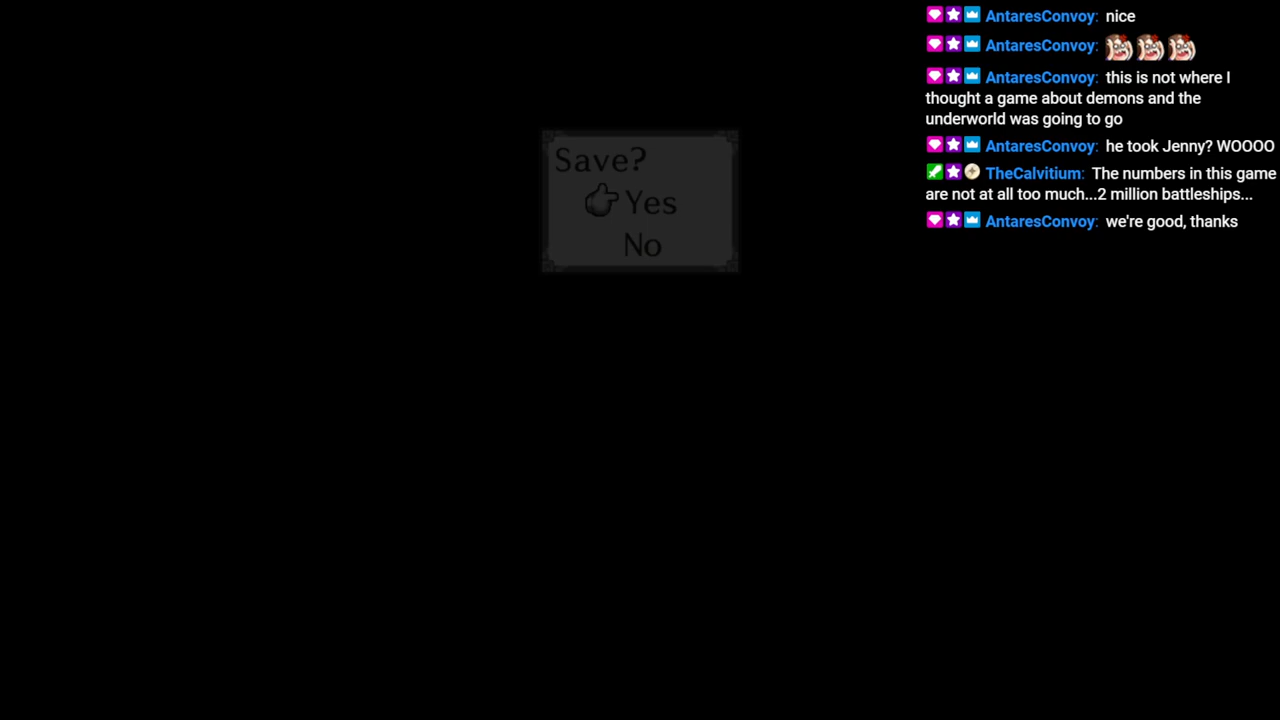 AntaresConvoy: nice
AntaresConvoy:
AntaresConvoy: this is not where I
thought a game about demons and the
underworld was going to go
AntaresConvoy: he took Jenny? WOOOO
TheCalvitium: The numbers in this game
are not at all too much...2 million battleships...
AntaresConvoy: we're good, thanks
Save?
Yes
No